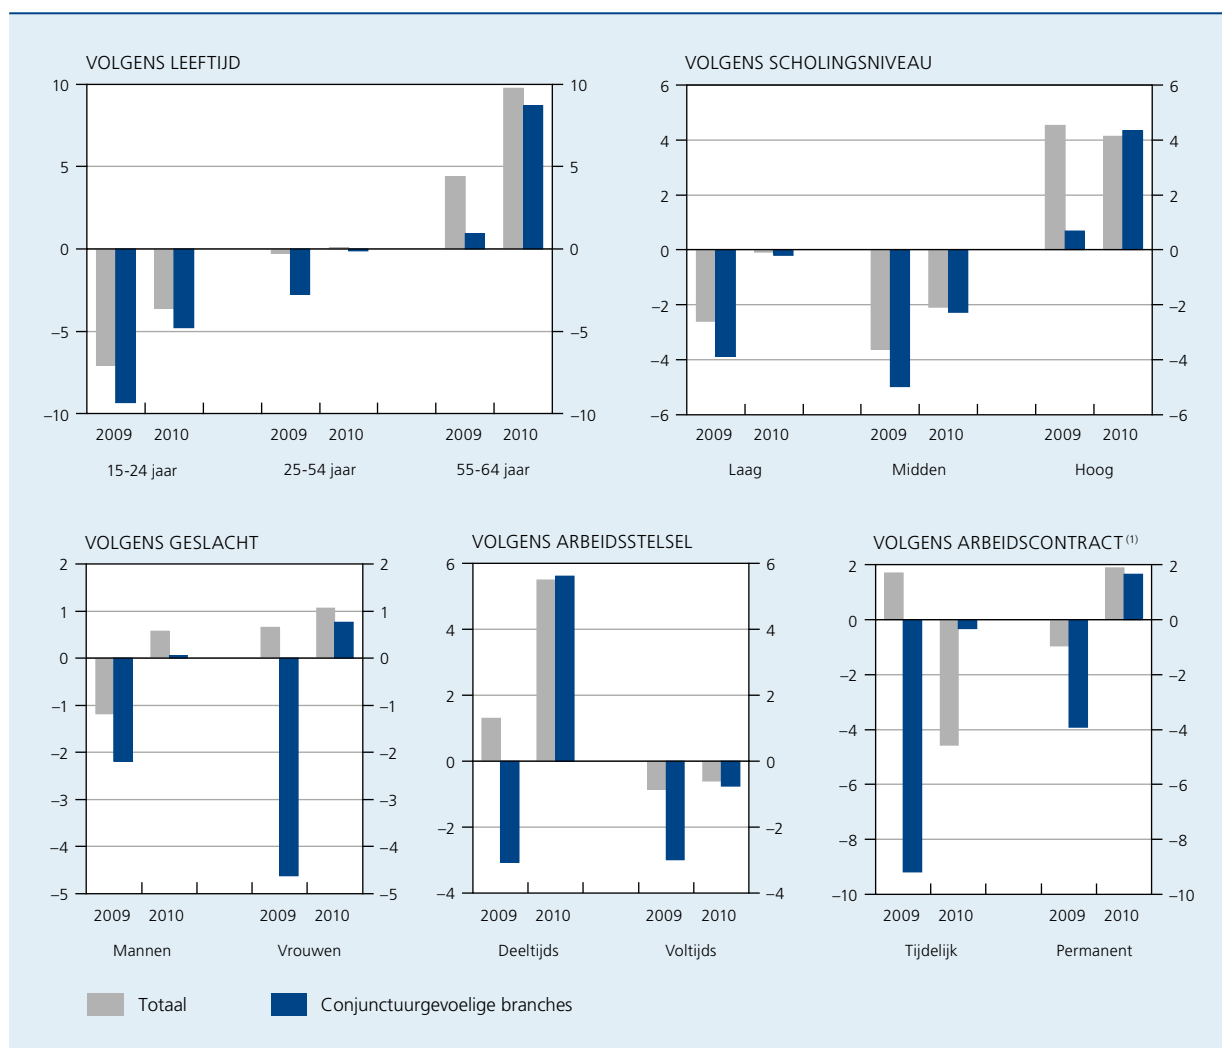 VOLGENS LEEFTIJD
10 10
5 5
0 0
–5 –5
–10 –10
2009 2010 2009 2010 2009 2010
15-24 jaar 25-54 jaar 55-64 jaar
VOLGENS SCHOLINGSNIVEAU
6 6
4 4
2 2
0 0
–2 –2
–4 –4
–6 –6
2009 2010 2009 2010 2009 2010
Laag Midden Hoog
VOLGENS GESLACHT
2 2
1 1
0 0
–1 –1
–2 –2
–3 –3
–4 –4
–5 –5
2009 2010 2009 2010
Mannen Vrouwen
VOLGENS ARBEIDSSTELSEL
6 6
4 4
2 2
0 0
–2 –2
–4 –4
2009 2010 2009 2010
Deeltijds Voltijds
VOLGENS ARBEIDSCONTRACT (1)
2 2
0 0
–2 –2
–4 –4
–6 –6
–8 –8
–10 –10
2009 2010 2009 2010
Tijdelijk Permanent
Totaal Conjunctuurgevoelige branches